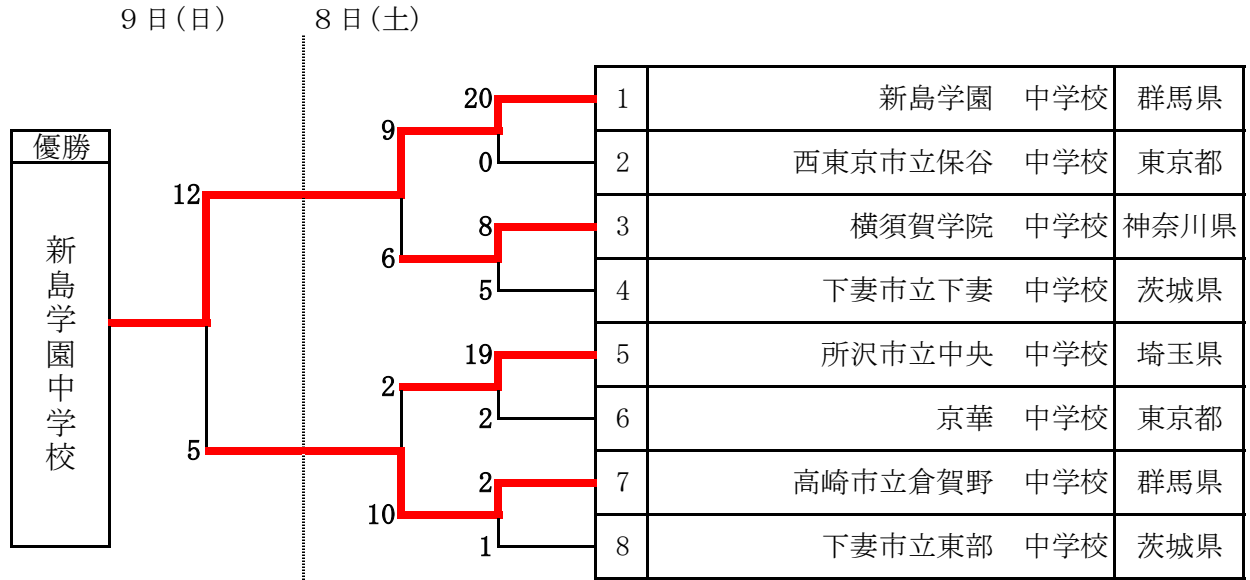 ９日(日)　８日(土)
優勝
新島学園中学校
12
5
9
6
2
10
20
0
8
5
19
2
2
1
1　新島学園　中学校　群馬県
2　西東京市立保谷　中学校　東京都
3　横須賀学院　中学校　神奈川県
4　下妻市立下妻　中学校　茨城県
5　所沢市立中央　中学校　埼玉県
6　京華　中学校　東京都
7　高崎市立倉賀野　中学校　群馬県
8　下妻市立東部　中学校　茨城県